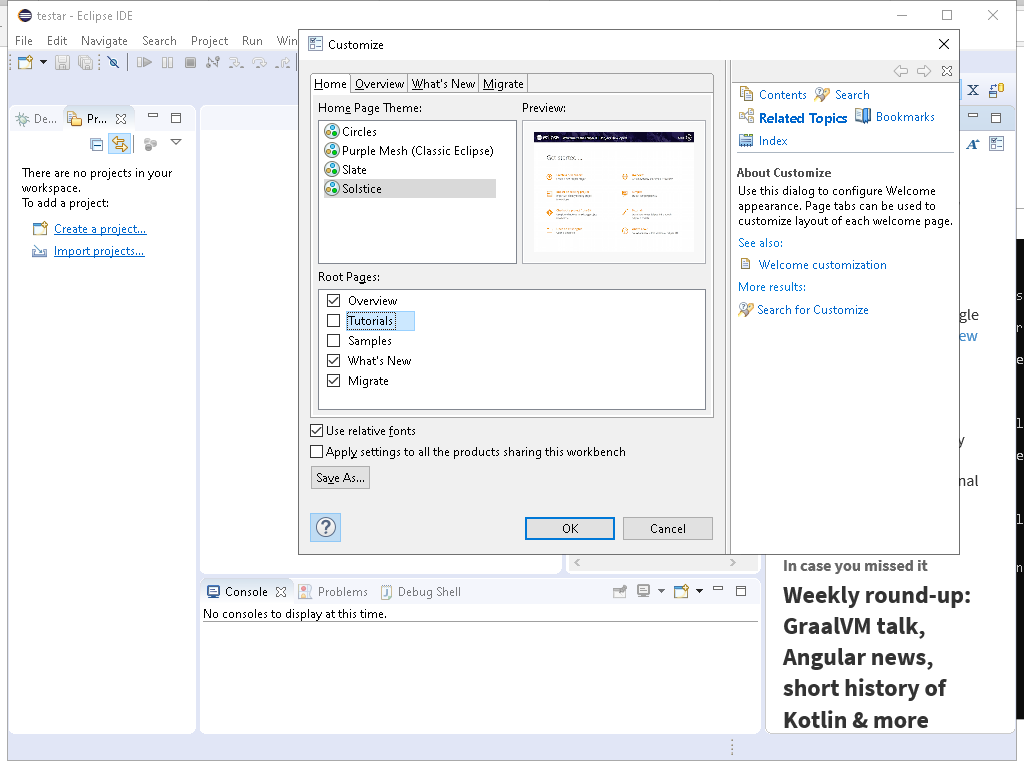 testar - Eclipse IDE
File Edit Navigate Search Project Run Win
Customize
Home Overview What's New Migrate
Home Page Theme:
Preview:
Circles
Purple Mesh (Classic Eclipse)
Slate
Solstice
Root Pages:
Overview
Tutorials
Samples
What's New
Migrate
Use relative fonts
Apply settings to all the products sharing this workbench
Save As...
OK
Cancel
Contents Search
Related Topics Bookmarks
Index
About Customize
Use this dialog to configure Welcome
appearance. Page tabs can be used to
customize layout of each welcome page.
See also:
Welcome customization
More results:
Search for Customize
De... Pr...
There are no projects in your
workspace.
To add a project:
Create a project...
Import projects...
gle
ew
y
nal
Console Problems Debug Shell
No consoles to display at this time.
In case you missed it
Weekly round-up:
GraalVM talk,
Angular news,
short history of
Kotlin & more